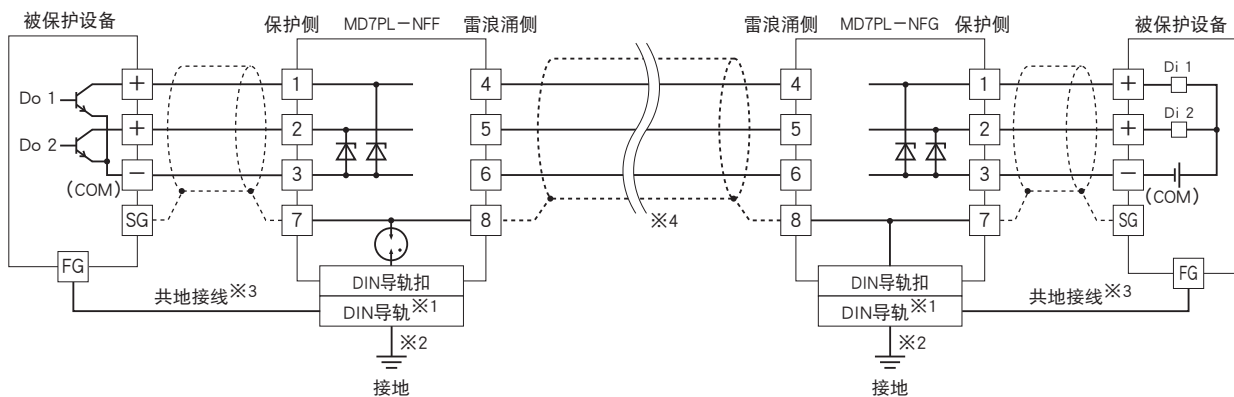 被保护设备
保护侧 MD7PL－NFF 雷浪涌侧
雷浪涌侧 MD7PL－NFG 保护侧
被保护设备
Do 1
Do 2
+
+
−
(COM)
SG
FG
1
2
3
7
4
5
6
8
※4
4
5
6
8
1
2
3
7
+
+
−
(COM)
SG
FG
Di 1
Di 2
DIN导轨扣
DIN导轨※1
共地接线※3
※2
接地
DIN导轨扣
DIN导轨※1
共地接线※3
※2
接地